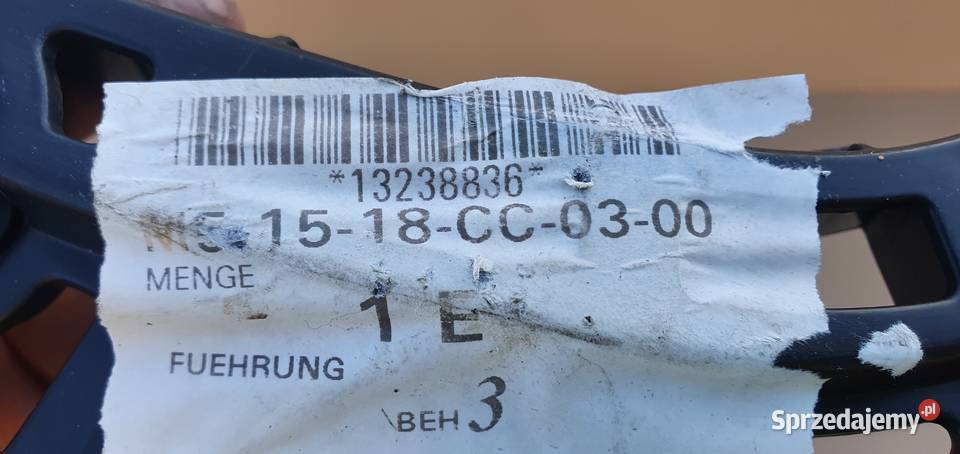 *13238836*
15-18-CC-03-00
MENGE
1 E
FUEHRUNG
BEH 3
Sprzedajemy.pl